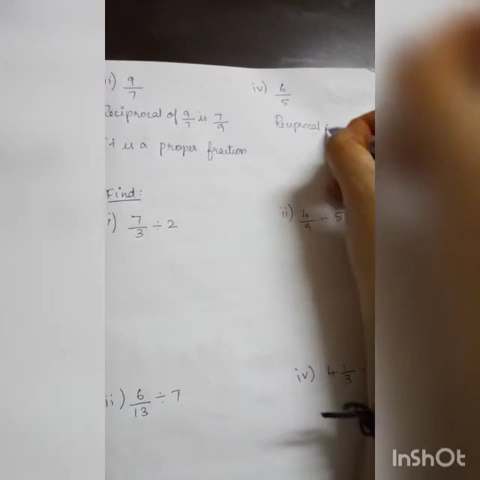 ii) 9/7
iv) 6/5
Reciprocal of 9/7 is 7/9
Reciprocal
it is a proper fraction
Find:
i) 7/3 ÷ 2
ii) 4/9 ÷ 5
iv) 4 1/3
ii) 6/13 ÷ 7
InShOt